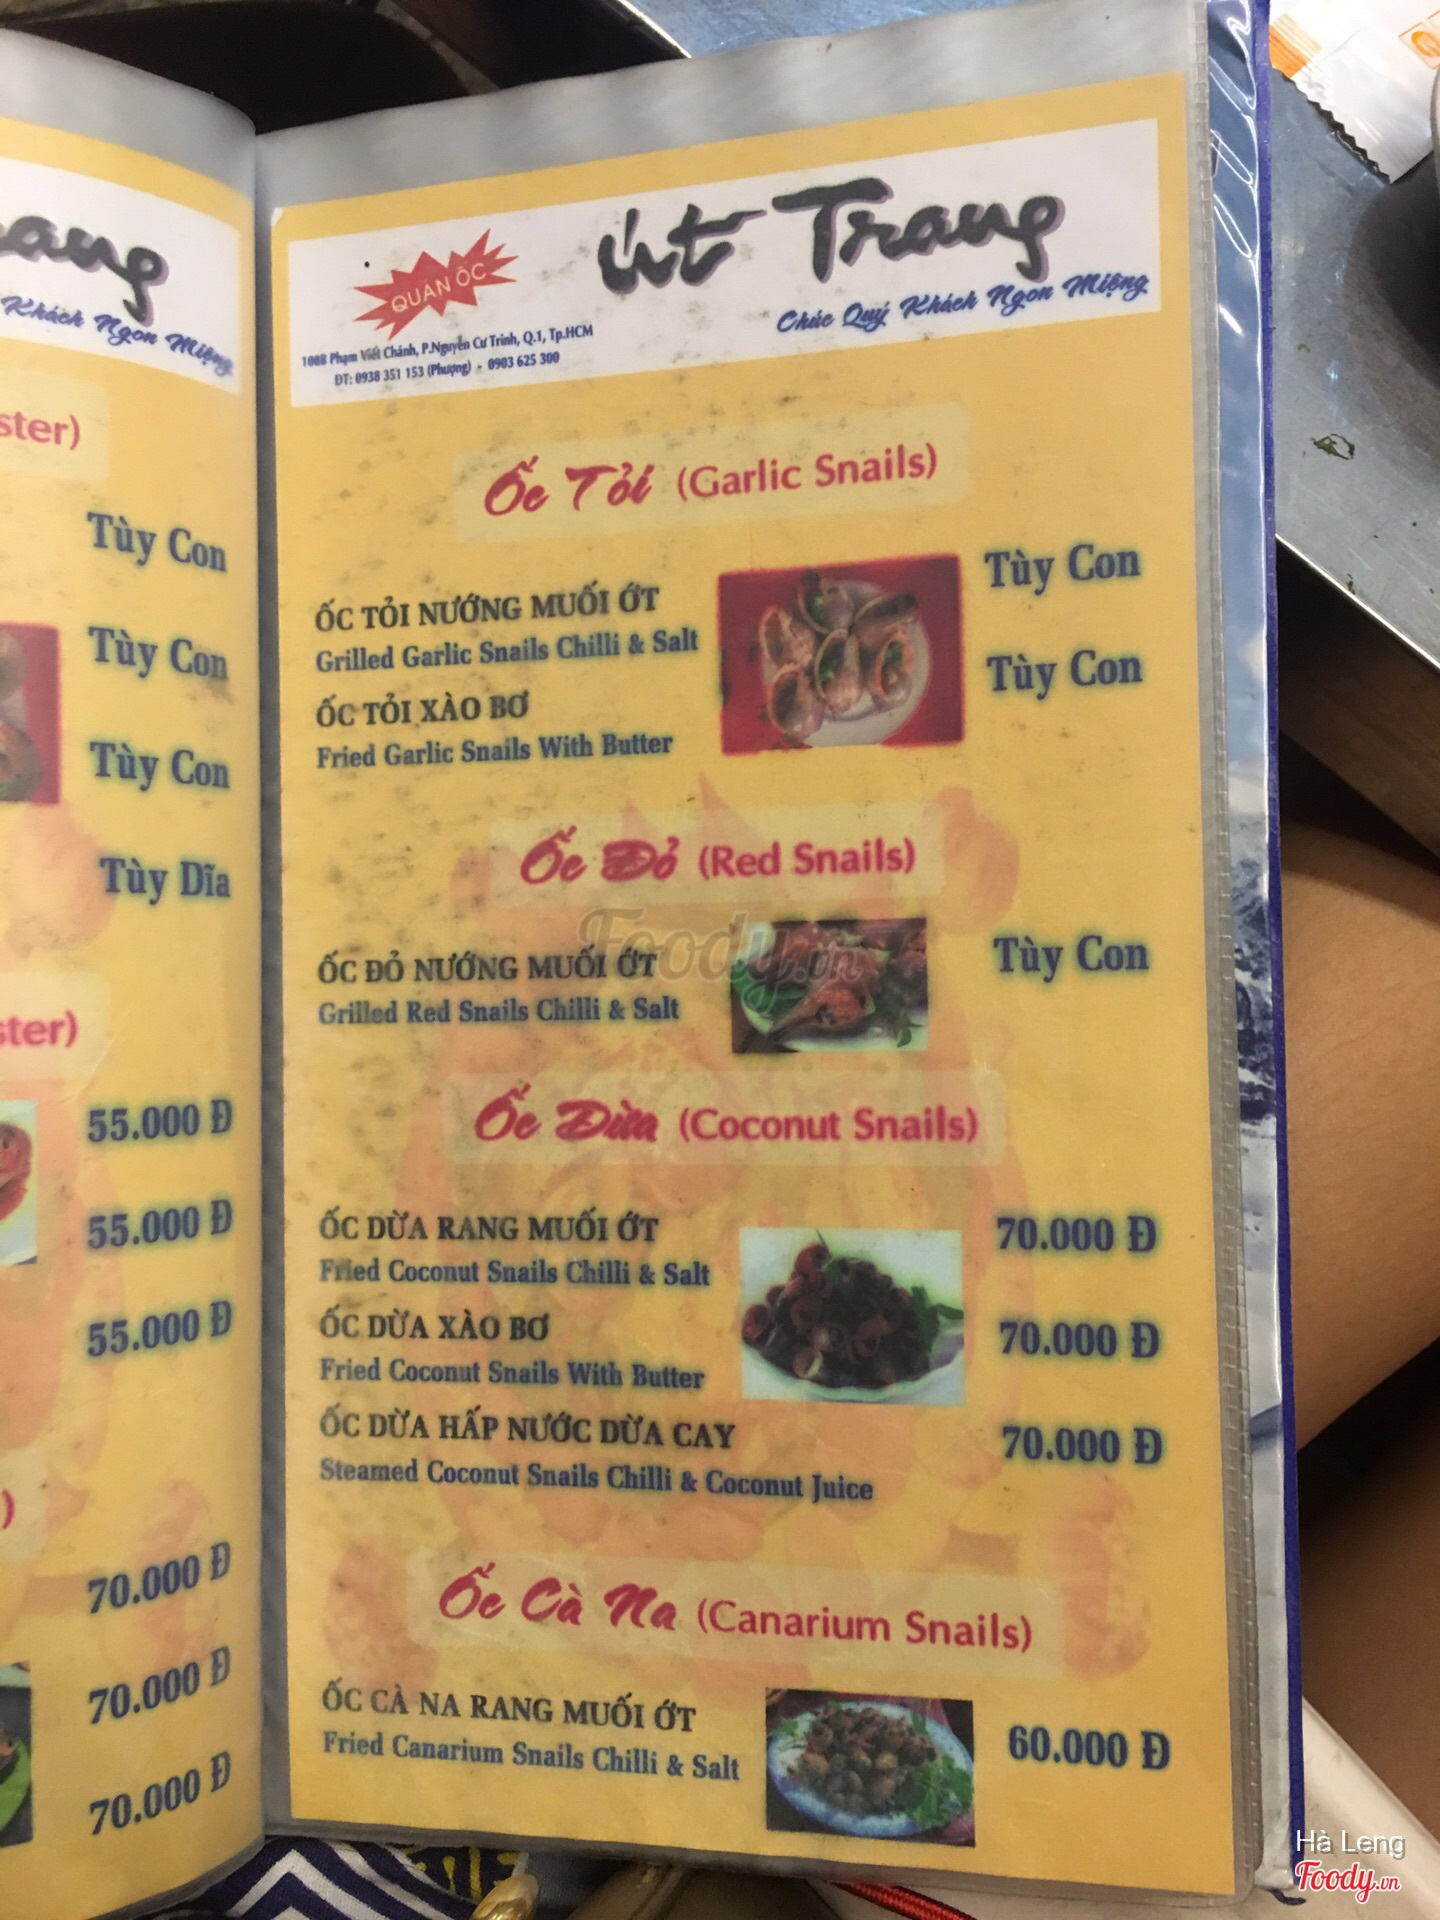 ang
Khách Ngon Miệng
ster)
Tùy Con
Tùy Con
Tùy Con
Tùy Dĩa
ster)
55.000 Đ
55.000 Đ
55.000 Đ
)
70.000 Đ
70.000 Đ
70.000 Đ
QUÁN ỐC
Út Trang
Chúc Quý Khách Ngon Miệng
108B Phạm Viết Chánh, P.Nguyễn Cư Trinh, Q.1, Tp.HCM
ĐT: 0938 351 153 (Phượng) - 0903 625 300
Ốc Tỏi (Garlic Snails)
ỐC TỎI NƯỚNG MUỐI ỚT Tùy Con
Grilled Garlic Snails Chilli & Salt
ỐC TỎI XÀO BƠ Tùy Con
Fried Garlic Snails With Butter
Ốc Đỏ (Red Snails)
Foody.vn
ỐC ĐỎ NƯỚNG MUỐI ỚT Tùy Con
Grilled Red Snails Chilli & Salt
Ốc Dừa (Coconut Snails)
ỐC DỪA RANG MUỐI ỚT 70.000 Đ
Fried Coconut Snails Chilli & Salt
ỐC DỪA XÀO BƠ 70.000 Đ
Fried Coconut Snails With Butter
ỐC DỪA HẤP NƯỚC DỪA CAY 70.000 Đ
Steamed Coconut Snails Chilli & Coconut Juice
Ốc Cà Na (Canarium Snails)
ỐC CÀ NA RANG MUỐI ỚT 60.000 Đ
Fried Canarium Snails Chilli & Salt
Hà Leng
Foody.vn